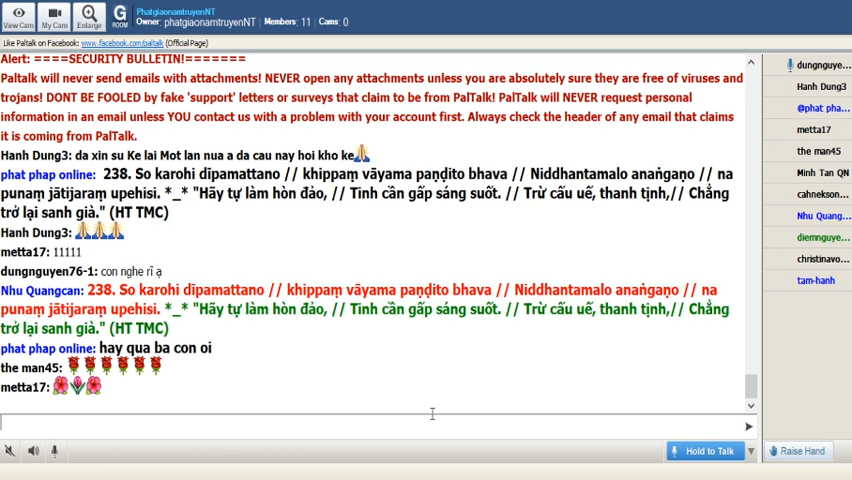 PhatgiaonamtruyenNT
Owner: phatgiaonamtruyenNT Members: 11 Cams: 0
View Cam My Cam Enlarge G ROOM
Like Paltalk on Facebook: www.facebook.com/paltalk (Official Page)
Alert: ====SECURITY BULLETIN!=======
Paltalk will never send emails with attachments! NEVER open any attachments unless you are absolutely sure they are free of viruses and
trojans! DONT BE FOOLED by fake 'support' letters or surveys that claim to be from PalTalk! PalTalk will NEVER request personal
information in an email unless YOU contact us with a problem with your account first. Always check the header of any email that claims
it is coming from PalTalk.
Hanh Dung3: da xin su Ke lai Mot lan nua a da cau nay hoi kho ke
phat phap online: 238. So karohi dīpamattano // khippaṃ vāyama paṇḍito bhava // Niddhantamalo anaṅgaṇo // na
punaṃ jātijaraṃ upehisi. *_* "Hãy tự làm hòn đảo, // Tinh cần gấp sáng suốt. // Trừ cấu uế, thanh tịnh,// Chẳng
trở lại sanh già." (HT TMC)
Hanh Dung3:
metta17: 11111
dungnguyen76-1: con nghe rĩ ạ
Nhu Quangcan: 238. So karohi dīpamattano // khippaṃ vāyama paṇḍito bhava // Niddhantamalo anaṅgaṇo // na
punaṃ jātijaraṃ upehisi. *_* "Hãy tự làm hòn đảo, // Tinh cần gấp sáng suốt. // Trừ cấu uế, thanh tịnh,// Chẳng
trở lại sanh già." (HT TMC)
phat phap online: hay qua ba con oi
the man45:
metta17:
Hold to Talk
dungnguye...
Hanh Dung3
@phat pha...
metta17
the man45
Minh Tan QN
cahnekson...
Nhu Quang...
diemnguye...
christinavo...
tam-hanh
Raise Hand